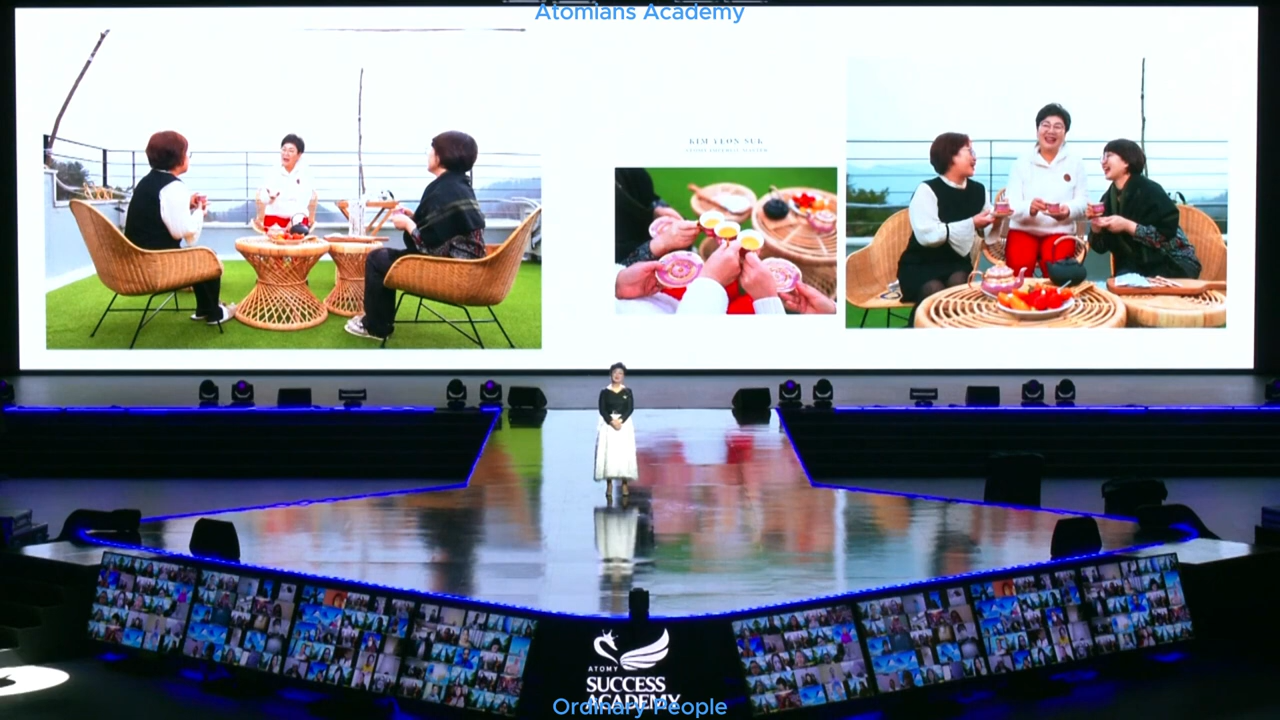 Atomians Academy
KIM YEON SUK
ATOMY
SUCCESS
ACADEMY
Ordinary People